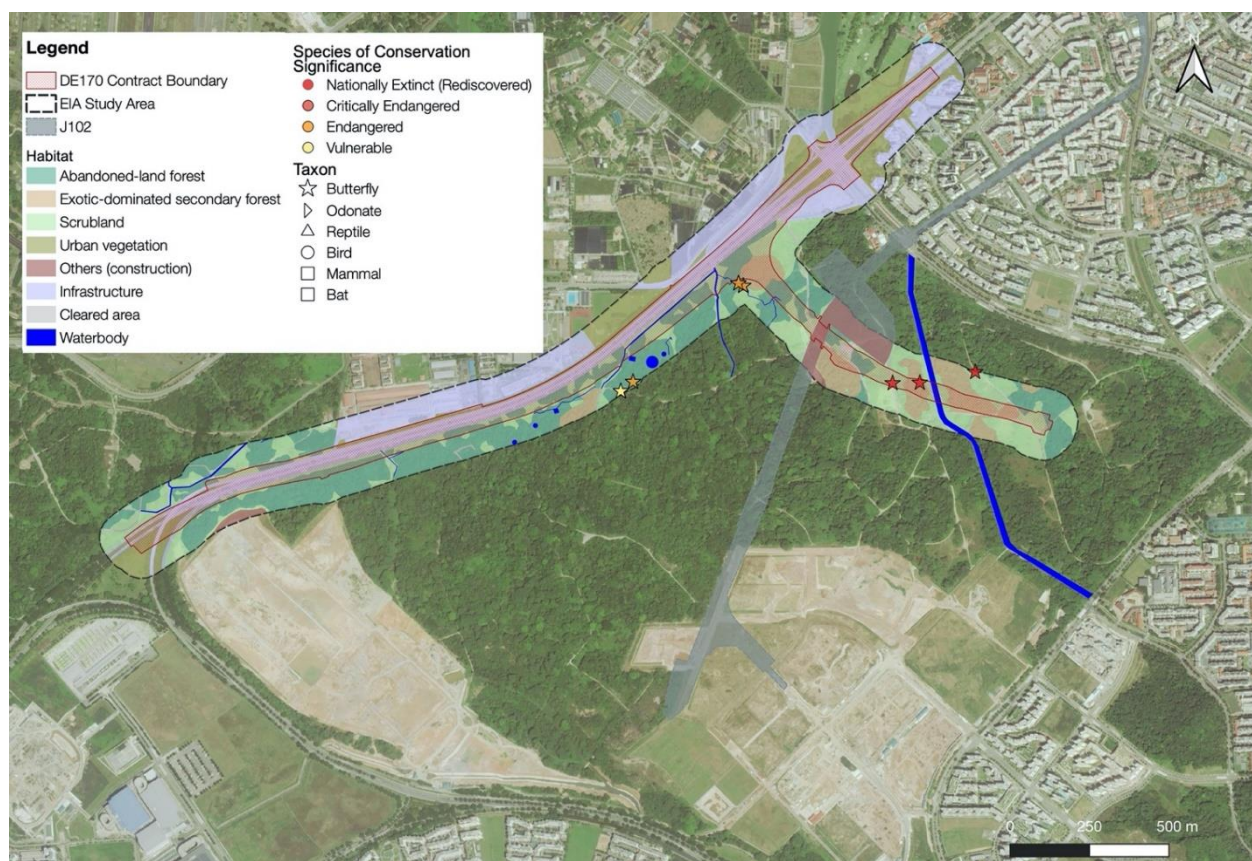 Legend
DE170 Contract Boundary
EIA Study Area
J102
Habitat
Abandoned-land forest
Exotic-dominated secondary forest
Scrubland
Urban vegetation
Others (construction)
Infrastructure
Cleared area
Waterbody
Species of Conservation
Significance
Nationally Extinct (Rediscovered)
Critically Endangered
Endangered
Vulnerable
Taxon
Butterfly
Odonate
Reptile
Bird
Mammal
Bat
N
0 250 500 m